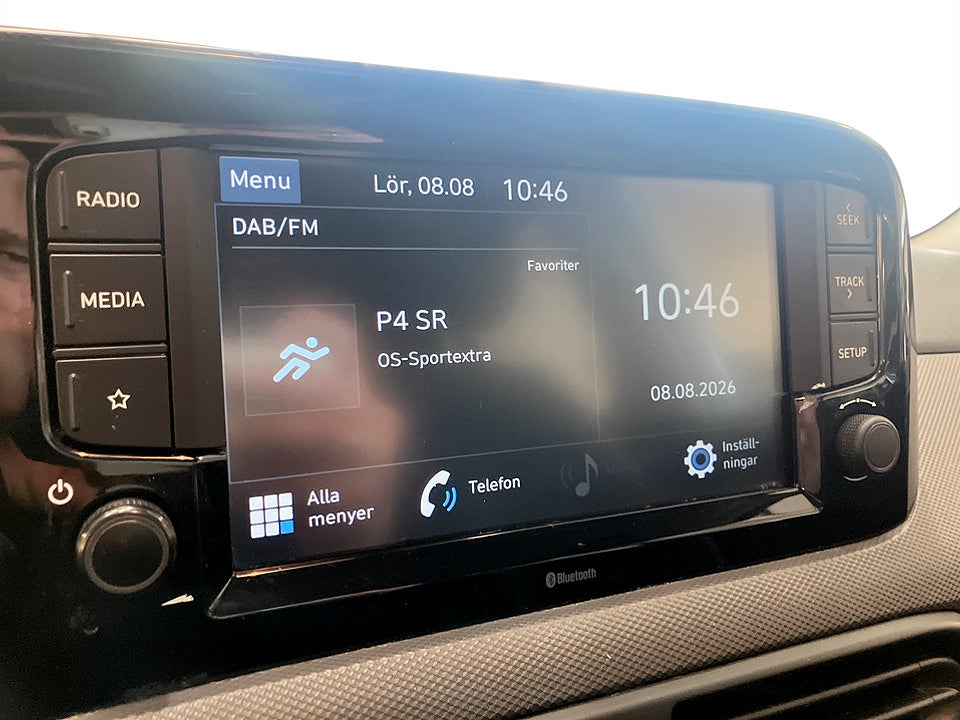 RADIO
MEDIA
Menu
Lör, 08.08
10:46
DAB/FM
Favoriter
P4 SR
OS-Sportextra
10:46
08.08.2026
Alla
menyer
Telefon
Inställ-
ningar
SEEK
TRACK
SETUP
Bluetooth